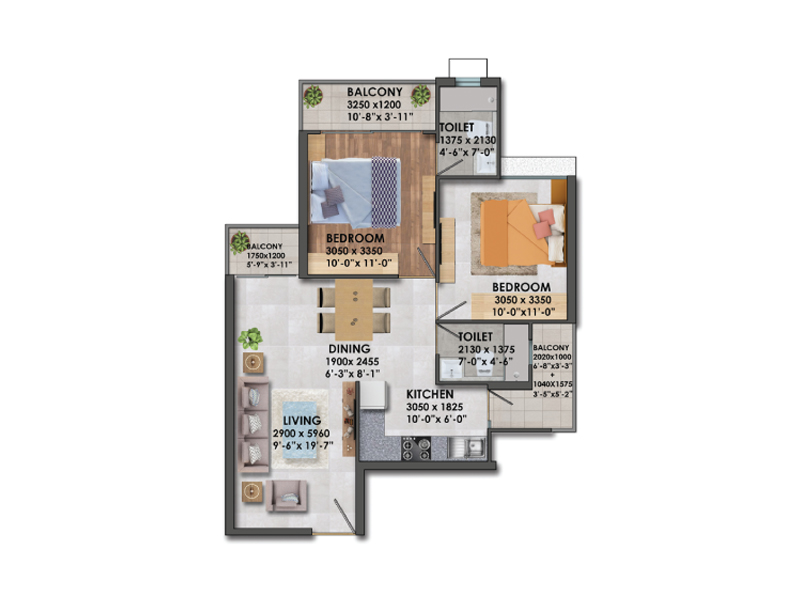 BALCONY
3250 x1200
10'-8"x 3'-11"
TOILET
1375 x 2130
4'-6"x 7'-0"
BEDROOM
3050 x 3350
10'-0"x 11'-0"
BALCONY
1750x1200
5'-9"x 3'-11"
BEDROOM
3050 x 3350
10'-0"x11'-0"
DINING
1900x 2455
6'-3"x 8'-1"
TOILET
2130 x 1375
7'-0"x 4'-6"
BALCONY
2020x1000
6'-8"x3'-3"
+
1040X1575
3'-5"x5'-2"
KITCHEN
3050 x 1825
10'-0"x 6'-0"
LIVING
2900 x 5960
9'-6"x 19'-7"